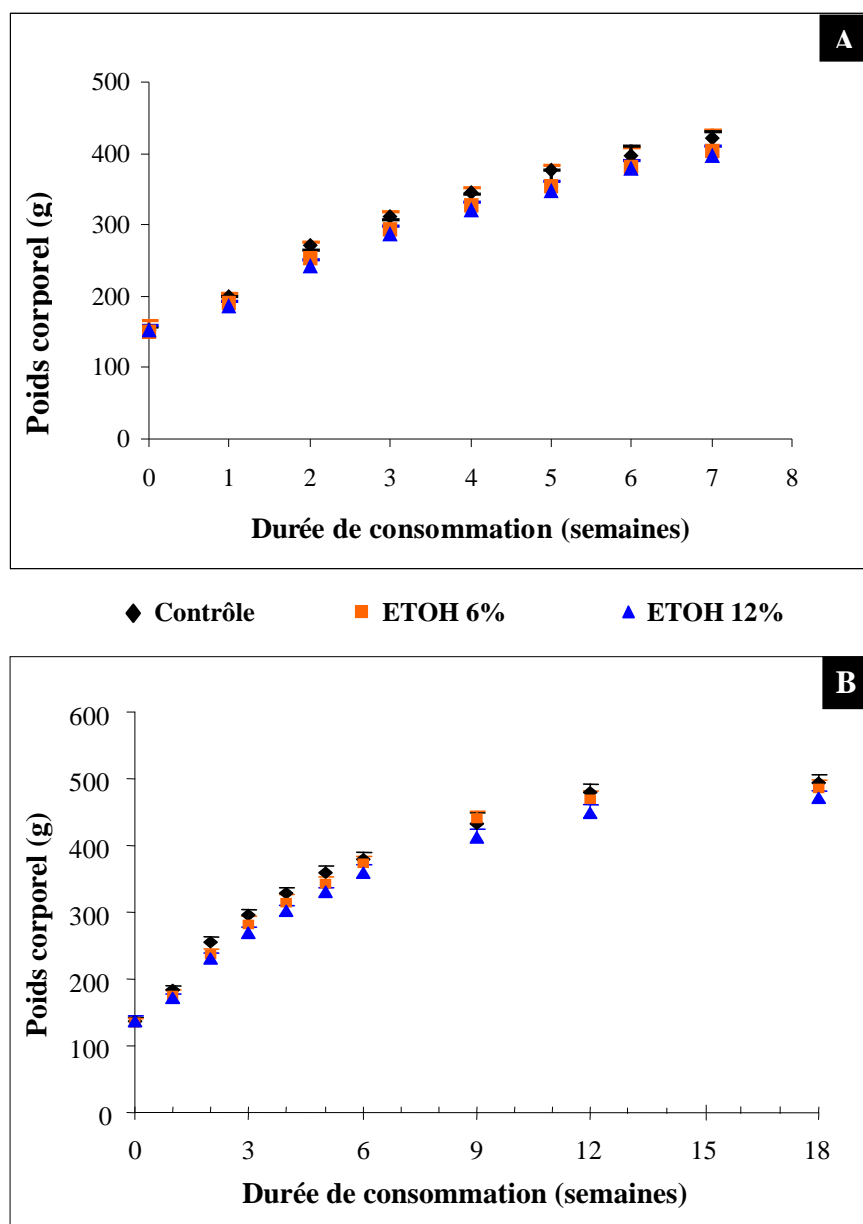 A
500
400
300
200
100
0
0 1 2 3 4 5 6 7 8
Poids corporel (g)
Durée de consommation (semaines)
Contrôle ETOH 6% ETOH 12%
B
600
500
400
300
200
100
0
0 3 6 9 12 15 18
Poids corporel (g)
Durée de consommation (semaines)